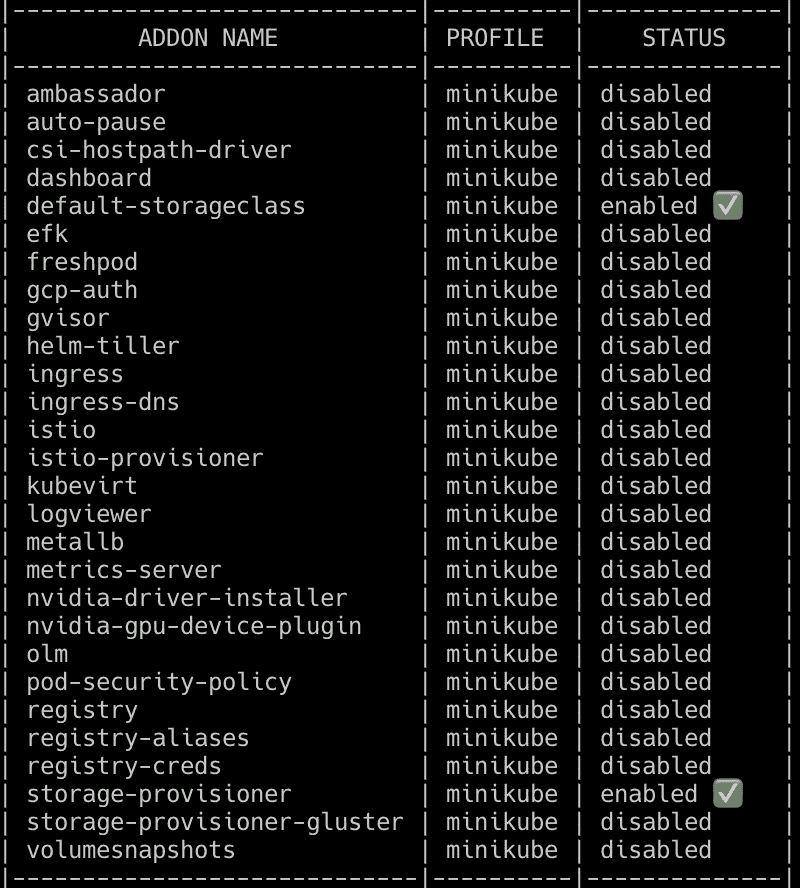 |-----------------------------|----------|--------------|
|         ADDON NAME          | PROFILE  |    STATUS    |
|-----------------------------|----------|--------------|
| ambassador                  | minikube | disabled     |
| auto-pause                  | minikube | disabled     |
| csi-hostpath-driver         | minikube | disabled     |
| dashboard                   | minikube | disabled     |
| default-storageclass        | minikube | enabled ✅   |
| efk                         | minikube | disabled     |
| freshpod                    | minikube | disabled     |
| gcp-auth                    | minikube | disabled     |
| gvisor                      | minikube | disabled     |
| helm-tiller                 | minikube | disabled     |
| ingress                     | minikube | disabled     |
| ingress-dns                 | minikube | disabled     |
| istio                       | minikube | disabled     |
| istio-provisioner           | minikube | disabled     |
| kubevirt                    | minikube | disabled     |
| logviewer                   | minikube | disabled     |
| metallb                     | minikube | disabled     |
| metrics-server              | minikube | disabled     |
| nvidia-driver-installer     | minikube | disabled     |
| nvidia-gpu-device-plugin    | minikube | disabled     |
| olm                         | minikube | disabled     |
| pod-security-policy         | minikube | disabled     |
| registry                    | minikube | disabled     |
| registry-aliases            | minikube | disabled     |
| registry-creds              | minikube | disabled     |
| storage-provisioner         | minikube | enabled ✅   |
| storage-provisioner-gluster | minikube | disabled     |
| volumesnapshots             | minikube | disabled     |
|-----------------------------|----------|--------------|